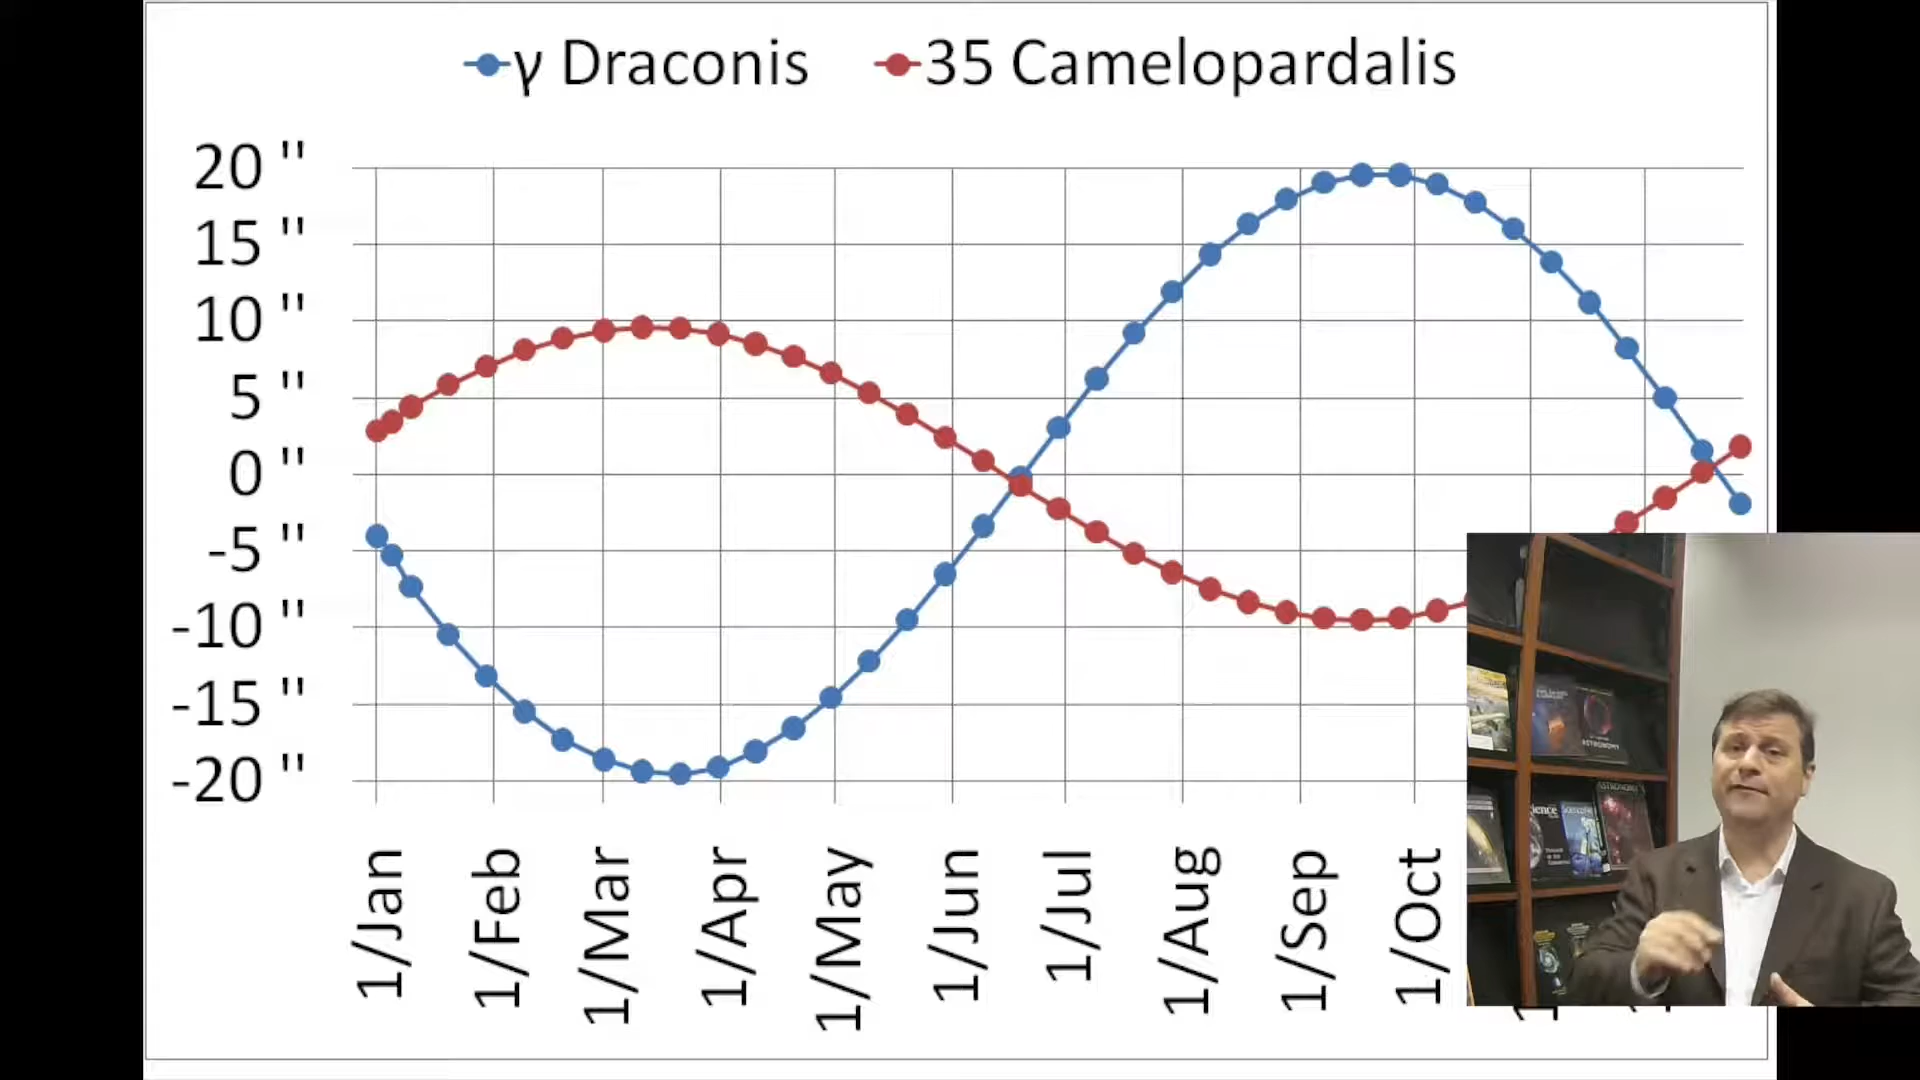 γ Draconis 35 Camelopardalis
20 "
15 "
10 "
5 "
0 "
-5 "
-10 "
-15 "
-20 "
1/Jan
1/Feb
1/Mar
1/Apr
1/May
1/Jun
1/Jul
1/Aug
1/Sep
1/Oct
ASTRONOMY